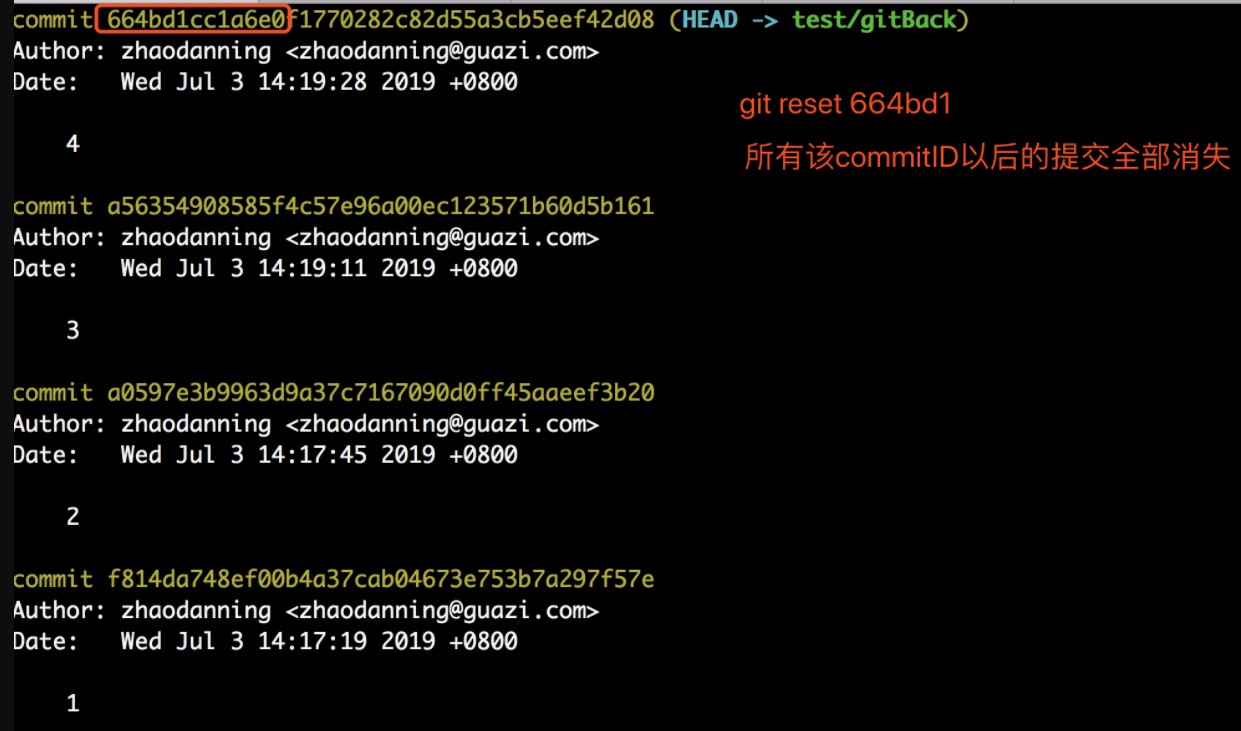 commit 664bd1cc1a6e0f1770282c82d55a3cb5eef42d08 (HEAD -> test/gitBack)
Author: zhaodanning <zhaodanning@guazi.com>
Date:   Wed Jul 3 14:19:28 2019 +0800
git reset 664bd1
4
所有该commitID以后的提交全部消失
commit a56354908585f4c57e96a00ec123571b60d5b161
Author: zhaodanning <zhaodanning@guazi.com>
Date:   Wed Jul 3 14:19:11 2019 +0800
3
commit a0597e3b9963d9a37c7167090d0ff45aaeef3b20
Author: zhaodanning <zhaodanning@guazi.com>
Date:   Wed Jul 3 14:17:45 2019 +0800
2
commit f814da748ef00b4a37cab04673e753b7a297f57e
Author: zhaodanning <zhaodanning@guazi.com>
Date:   Wed Jul 3 14:17:19 2019 +0800
1